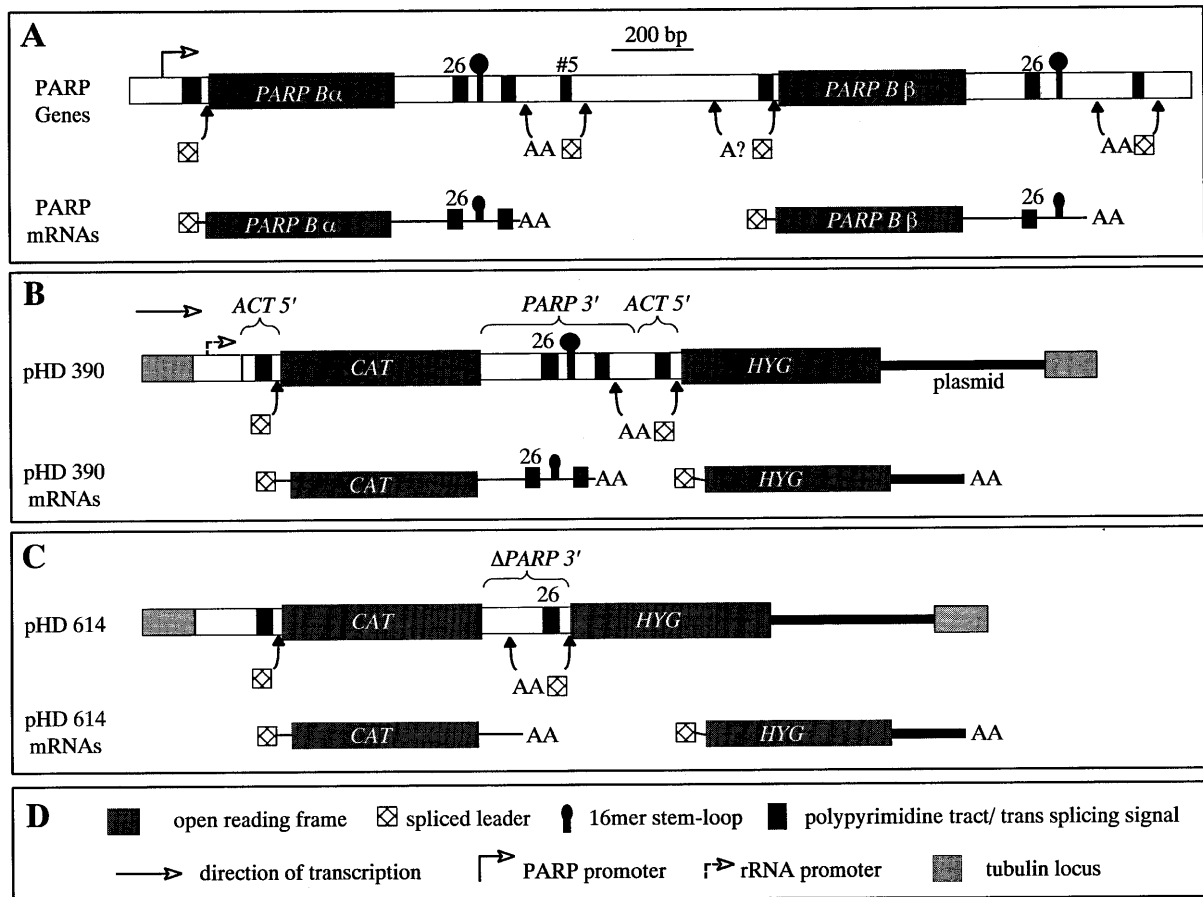 A
200 bp
PARP Genes
26
#5
26
PARP Bα
PARP B β
AA
A?
AA
PARP mRNAs
26
26
PARP B α
AA
PARP B β
AA
B
ACT 5'
PARP 3'
ACT 5'
pHD 390
26
CAT
HYG
plasmid
AA
pHD 390 mRNAs
26
CAT
AA
HYG
AA
C
ΔPARP 3'
pHD 614
26
CAT
HYG
AA
pHD 614 mRNAs
CAT
AA
HYG
AA
D
open reading frame
spliced leader
16mer stem-loop
polypyrimidine tract/ trans splicing signal
direction of transcription
PARP promoter
rRNA promoter
tubulin locus